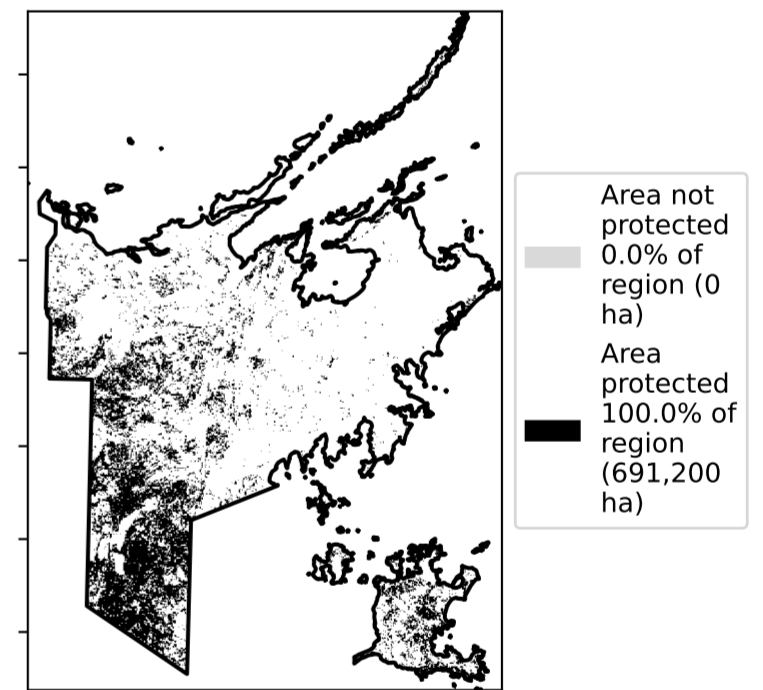 Area not
protected
0.0% of
region (0
ha)
Area
protected
100.0% of
region
(691,200
ha)